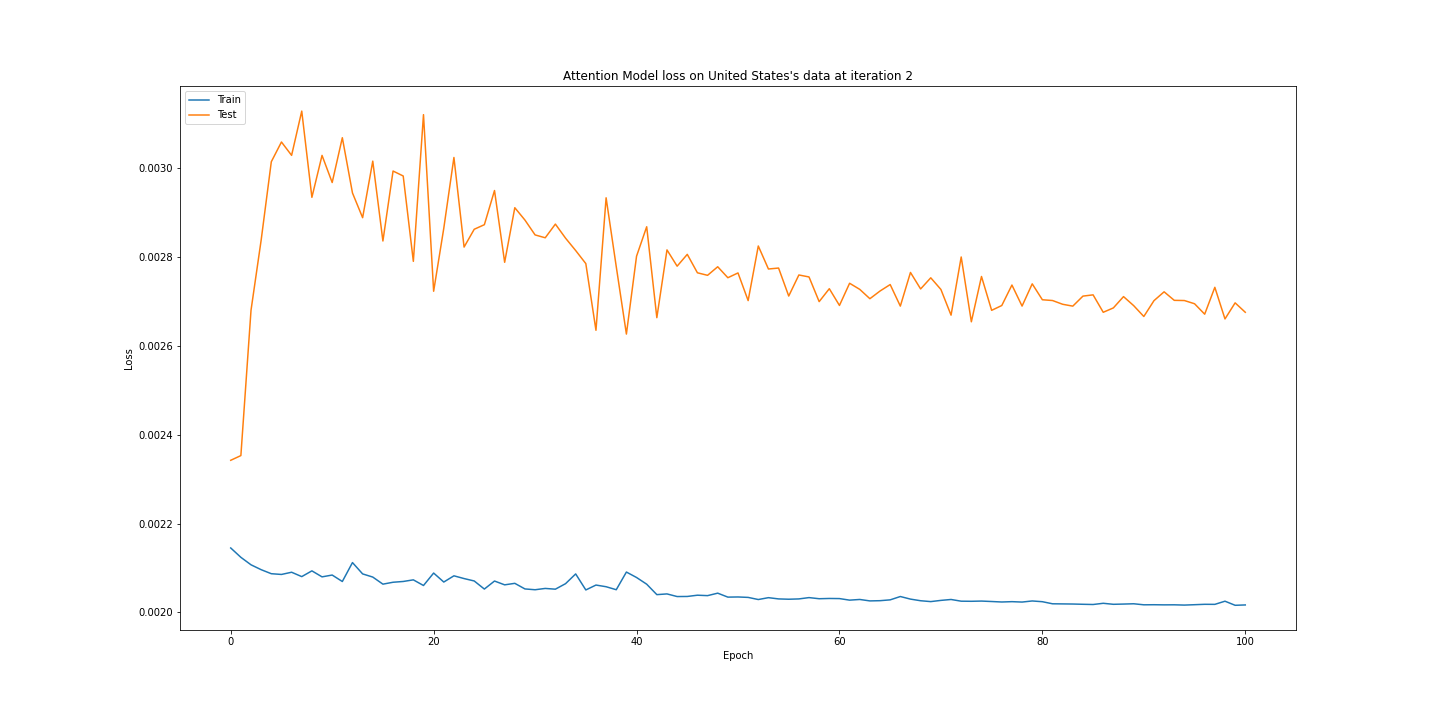 Attention Model loss on United States's data at iteration 2
Train
Test
0.0030
0.0028
0.0026
0.0024
0.0022
0.0020
Loss
0 20 40 60 80 100
Epoch